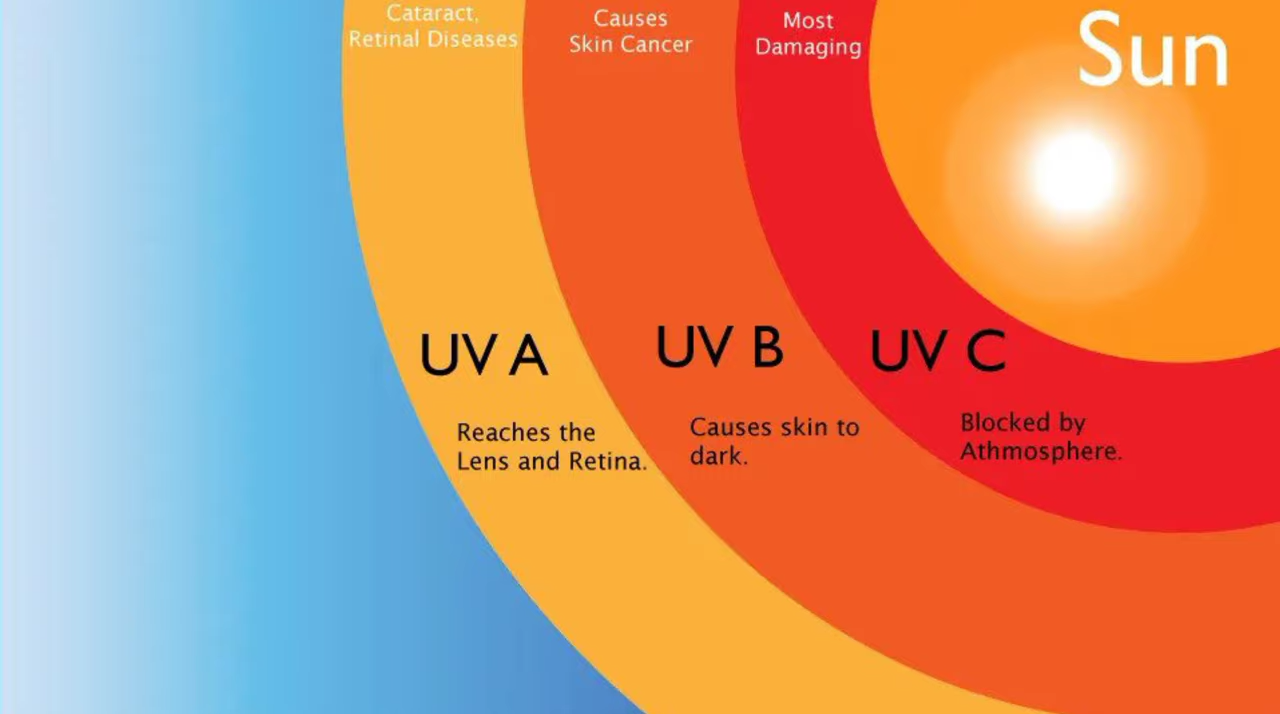 Cataract,
Retinal Diseases
Causes
Skin Cancer
Most
Damaging
Sun
UV A
UV B
UV C
Reaches the
Lens and Retina.
Causes skin to
dark.
Blocked by
Athmosphere.